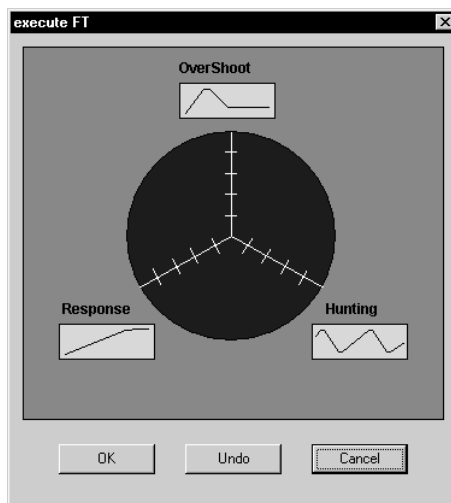 execute FT
OverShoot
Response
Hunting
OK
Undo
Cancel